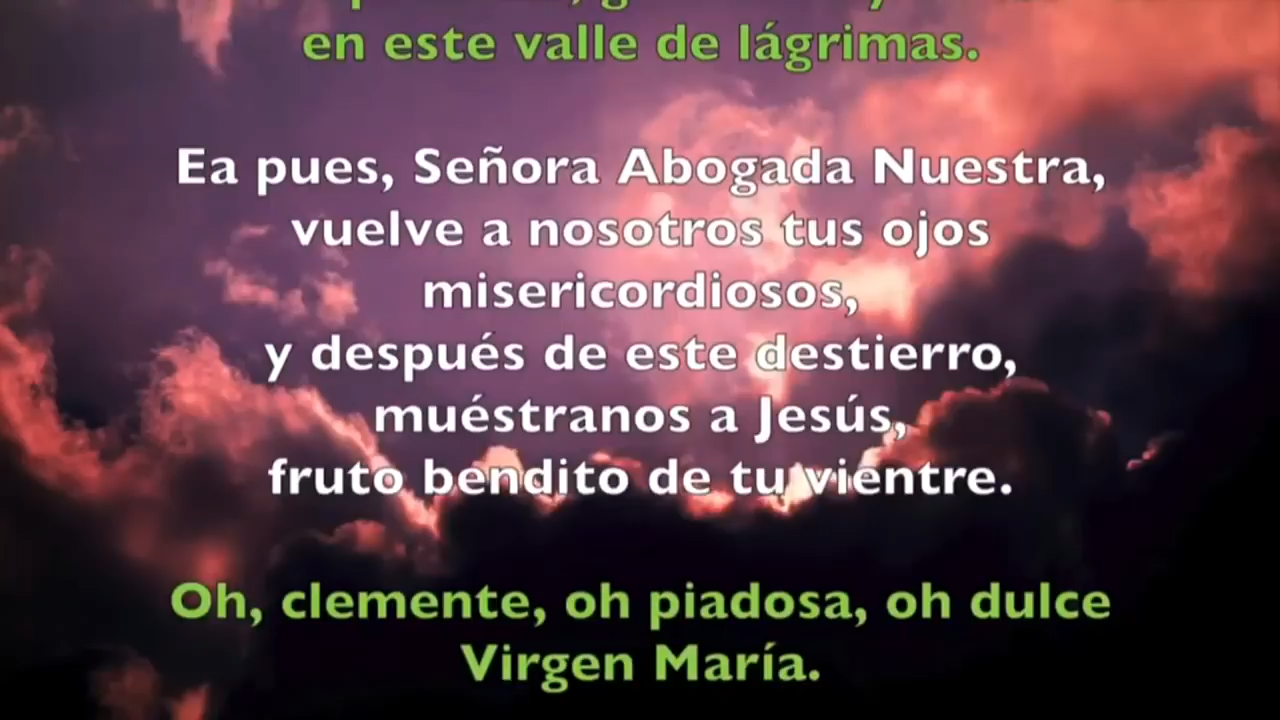 en este valle de lágrimas.
Ea pues, Señora Abogada Nuestra,
vuelve a nosotros tus ojos
misericordiosos,
y después de este destierro,
muéstranos a Jesús,
fruto bendito de tu vientre.
Oh, clemente, oh piadosa, oh dulce
Virgen María.